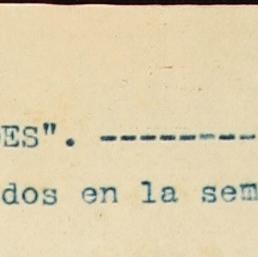 ES". --------
dos en la sem